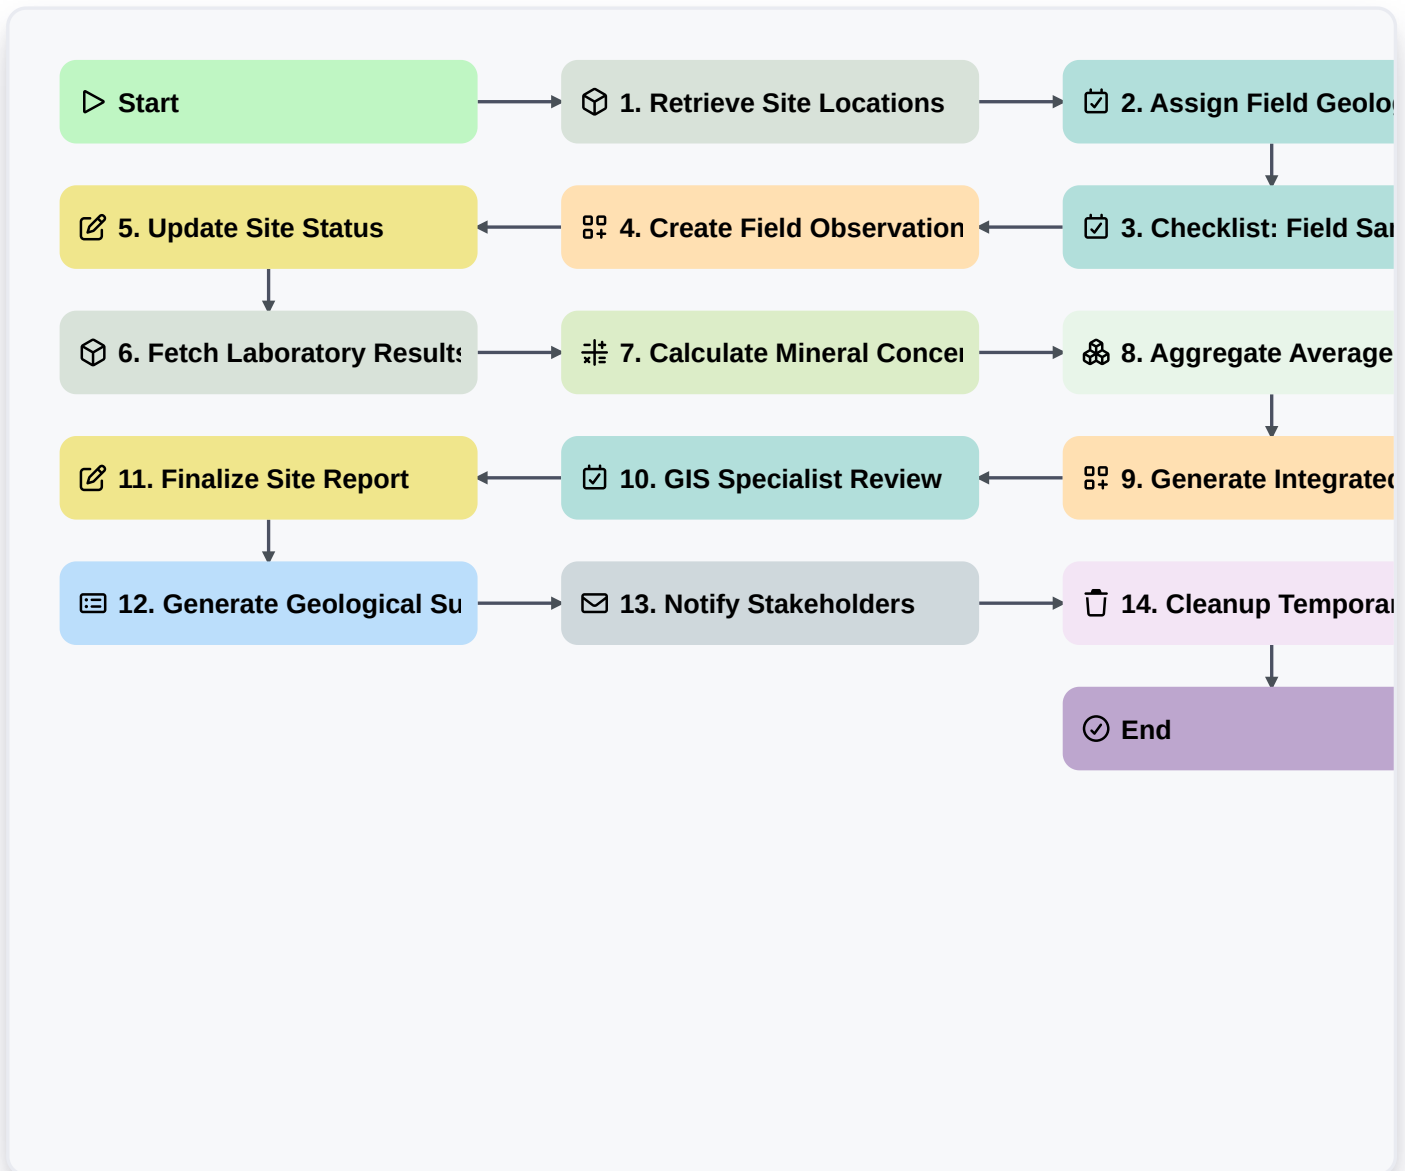 Start
1. Retrieve Site Locations
2. Assign Field Geolo
5. Update Site Status
4. Create Field Observation
3. Checklist: Field Sa
6. Fetch Laboratory Results
7. Calculate Mineral Conce
8. Aggregate Average
11. Finalize Site Report
10. GIS Specialist Review
9. Generate Integrated
12. Generate Geological Su
13. Notify Stakeholders
14. Cleanup Tempora
End